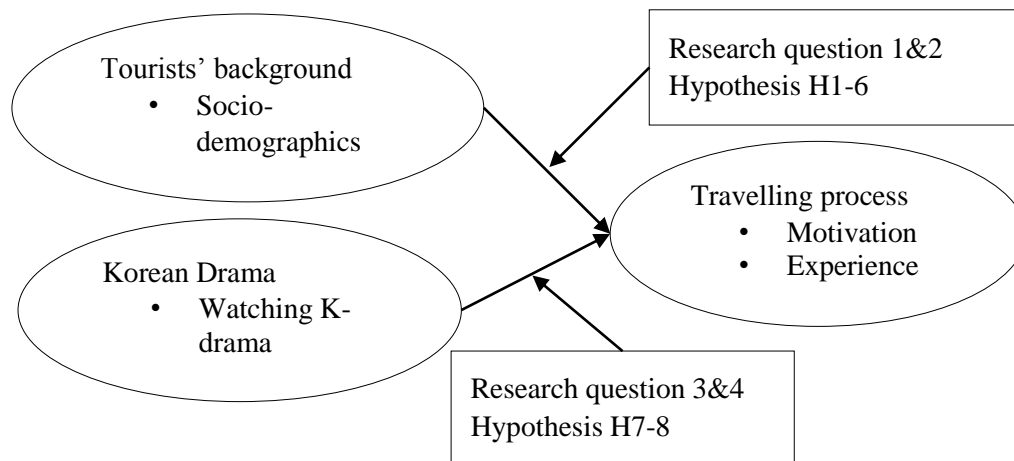 Tourists’ background
• Socio-
demographics
Research question 1&2
Hypothesis H1-6
Travelling process
• Motivation
• Experience
Korean Drama
• Watching K-
drama
Research question 3&4
Hypothesis H7-8